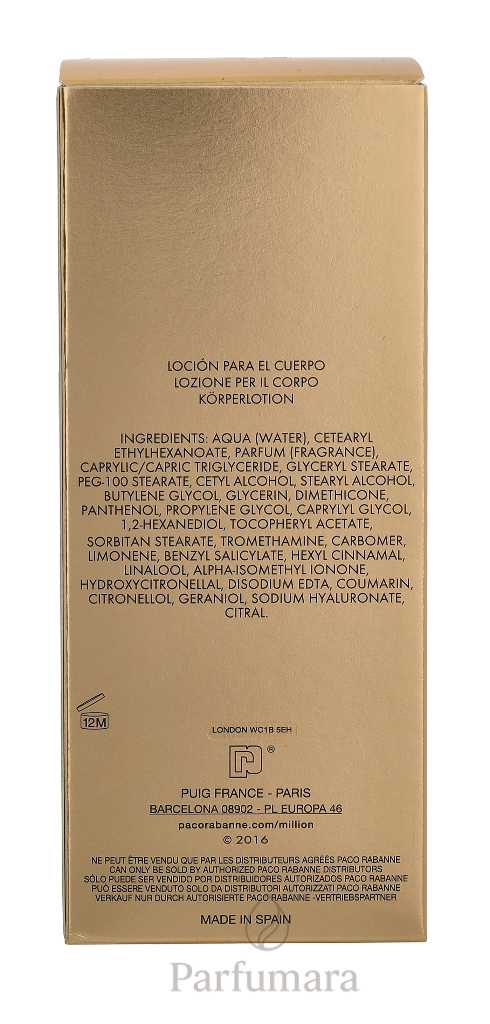 LOCIÓN PARA EL CUERPO
LOZIONE PER IL CORPO
KÖRPERLOTION
INGREDIENTS: AQUA (WATER), CETEARYL
ETHYLHEXANOATE, PARFUM (FRAGRANCE),
CAPRYLIC/CAPRIC TRIGLYCERIDE, GLYCERYL STEARATE,
PEG-100 STEARATE, CETYL ALCOHOL, STEARYL ALCOHOL,
BUTYLENE GLYCOL, GLYCERIN, DIMETHICONE,
PANTHENOL, PROPYLENE GLYCOL, CAPRYLYL GLYCOL,
1,2-HEXANEDIOL, TOCOPHERYL ACETATE,
SORBITAN STEARATE, TROMETHAMINE, CARBOMER,
LIMONENE, BENZYL SALICYLATE, HEXYL CINNAMAL,
LINALOOL, ALPHA-ISOMETHYL IONONE,
HYDROXYCITRONELLAL, DISODIUM EDTA, COUMARIN,
CITRONELLOL, GERANIOL, SODIUM HYALURONATE,
CITRAL.
12M
LONDON WC1B 5EH
®
PUIG FRANCE - PARIS
BARCELONA 08902 - PL EUROPA 46
pacorabanne.com/million
© 2016
NE PEUT ÊTRE VENDU QUE PAR LES DISTRIBUTEURS AGRÉÉS PACO RABANNE
CAN ONLY BE SOLD BY AUTHORIZED PACO RABANNE DISTRIBUTORS
SÓLO PUEDE SER VENDIDO POR DISTRIBUIDORES AUTORIZADOS PACO RABANNE
PUÒ ESSERE VENDUTO SOLO DA DISTRIBUTORI AUTORIZZATI PACO RABANNE
VERKAUF NUR DURCH AUTORISIERTE PACO RABANNE -VERTRIEBSPARTNER
MADE IN SPAIN
Parfumara